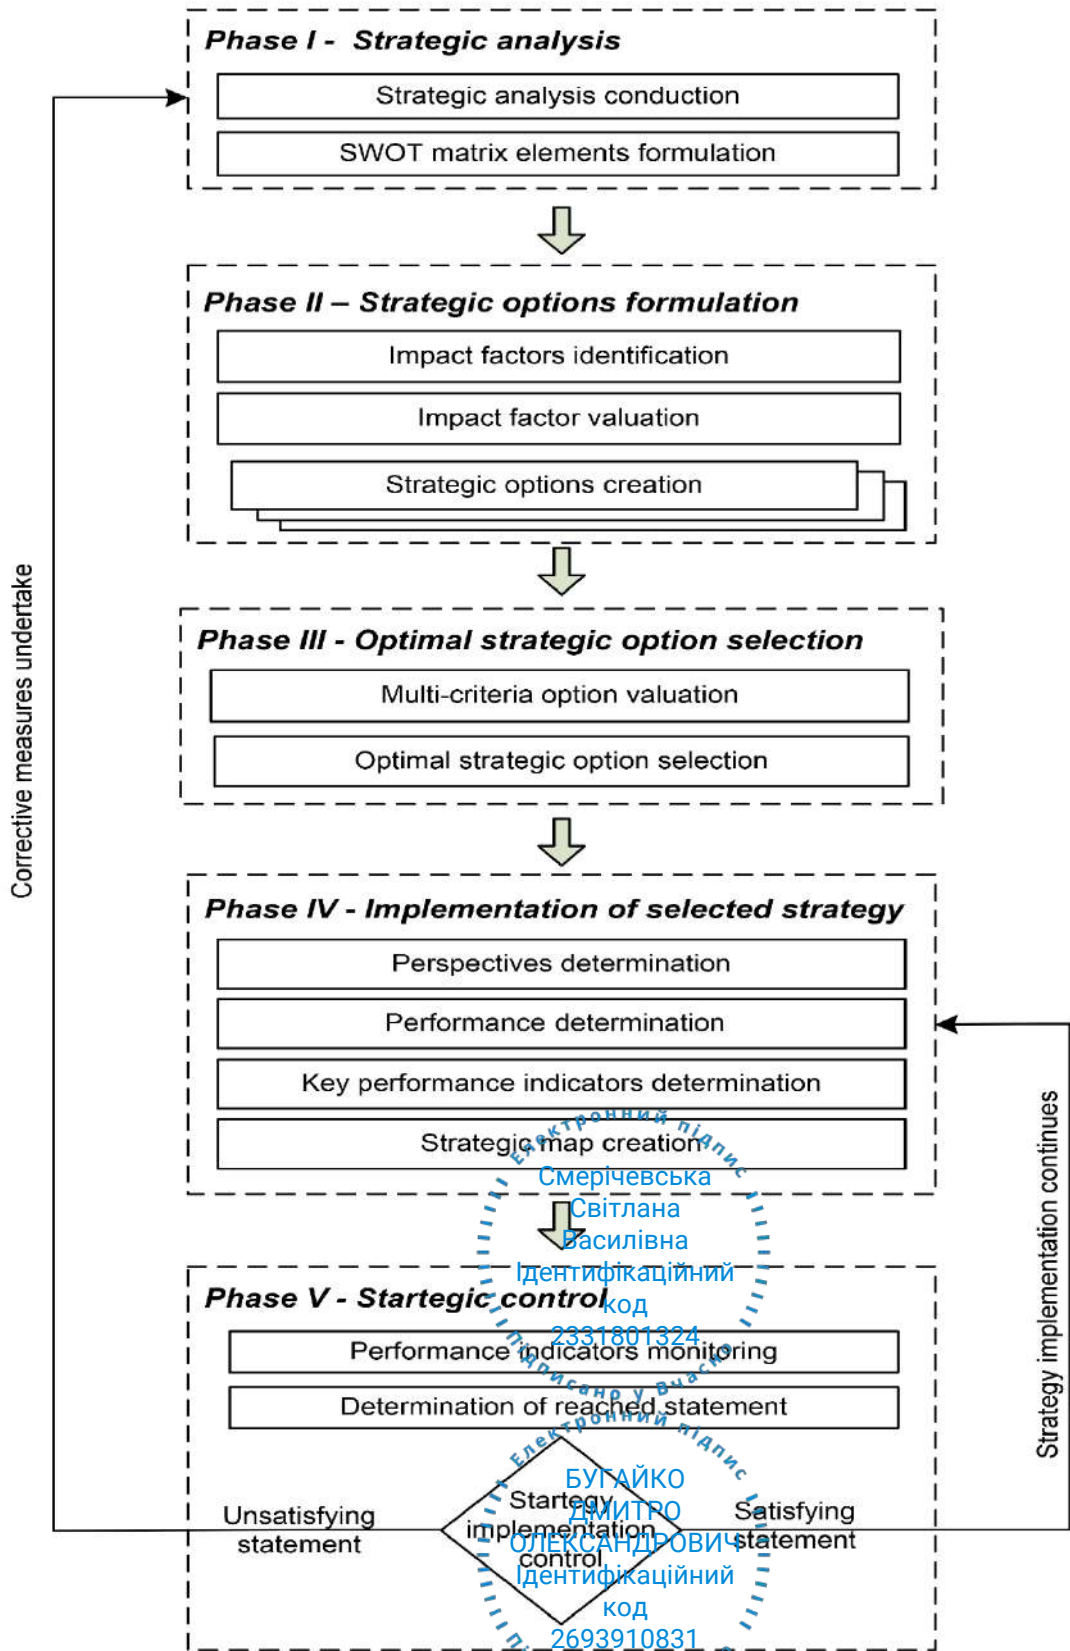 Phase I - Strategic analysis
Strategic analysis conduction
SWOT matrix elements formulation
Phase II – Strategic options formulation
Impact factors identification
Impact factor valuation
Strategic options creation
Phase III - Optimal strategic option selection
Multi-criteria option valuation
Optimal strategic option selection
Phase IV - Implementation of selected strategy
Perspectives determination
Performance determination
Key performance indicators determination
Strategic map creation
Phase V - Startegic control
Performance indicators monitoring
Determination of reached statement
Startegy
implementation
control
Unsatisfying
statement
Satisfying
statement
Corrective measures undertake
Strategy implementation continues
Електронний підпис
Смерічевська
Світлана
Василівна
Ідентифікаційний
код
2331801324
Підписано у Вчасно
Електронний підпис
БУГАЙКО
ДМИТРО
ОЛЕКСАНДРОВИЧ
Ідентифікаційний
код
2693910831